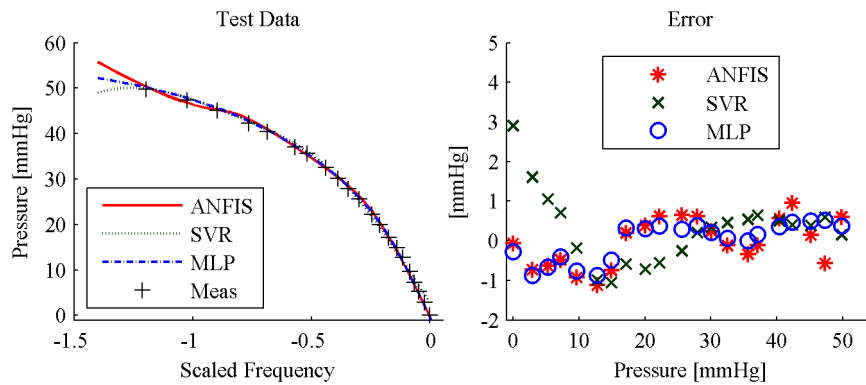 Test Data
Pressure [mmHg]
60
50
40
30
20
10
0
ANFIS
SVR
MLP
Meas
-1.5
-1
-0.5
0
Scaled Frequency
Error
[mmHg]
5
4
3
2
1
0
-1
-2
ANFIS
SVR
MLP
0
10
20
30
40
50
Pressure [mmHg]